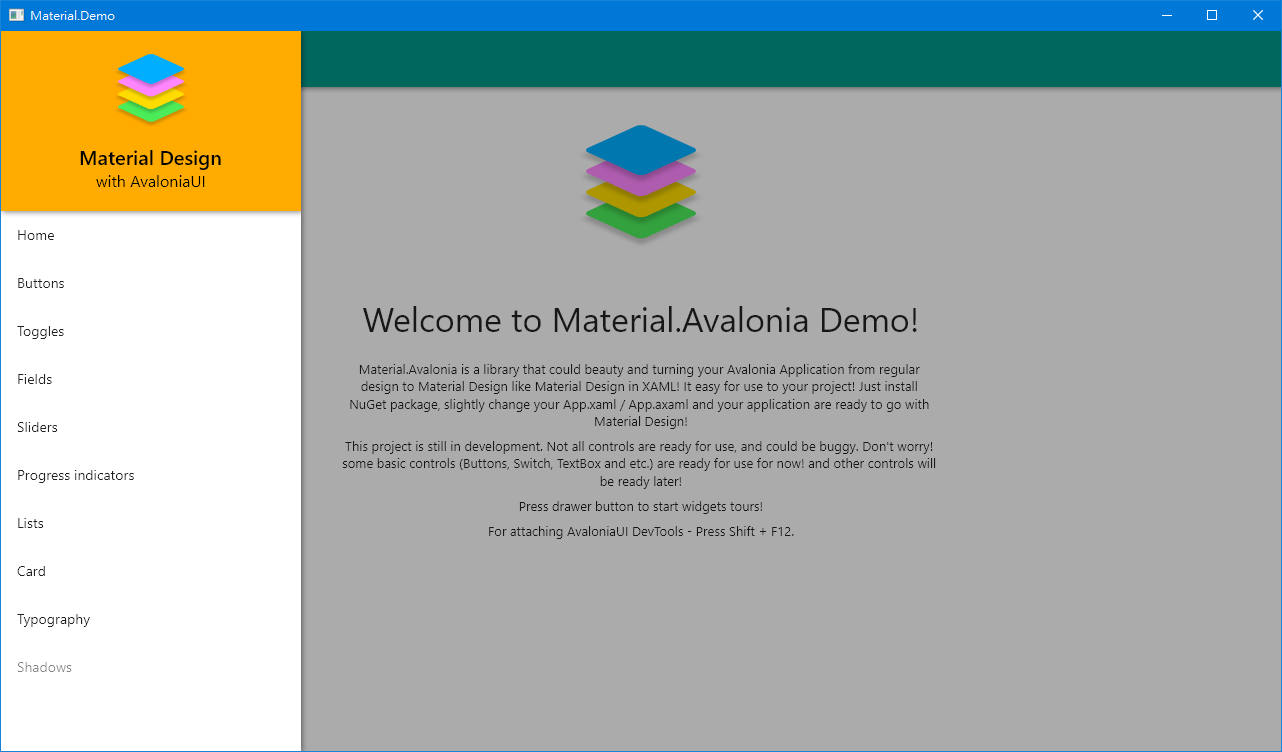 Material.Demo
Material Design
with AvaloniaUI
Home
Buttons
Toggles
Fields
Sliders
Progress indicators
Lists
Card
Typography
Shadows
Welcome to Material.Avalonia Demo!
Material.Avalonia is a library that could beauty and turning your Avalonia Application from regular
design to Material Design like Material Design in XAML! It easy for use to your project! Just install
NuGet package, slightly change your App.xaml / App.axaml and your application are ready to go with
Material Design!
This project is still in development. Not all controls are ready for use, and could be buggy. Don't worry!
some basic controls (Buttons, Switch, TextBox and etc.) are ready for use for now! and other controls will
be ready later!
Press drawer button to start widgets tours!
For attaching AvaloniaUI DevTools - Press Shift + F12.